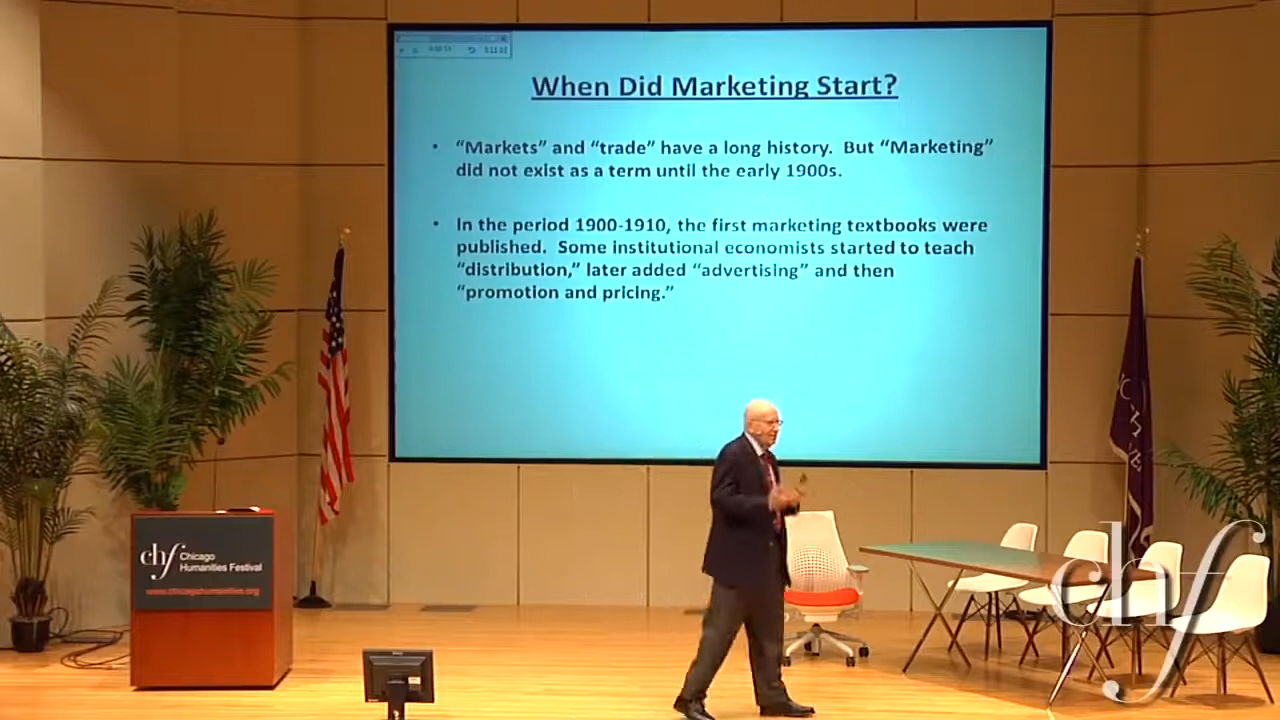 When Did Marketing Start?
• “Markets” and “trade” have a long history. But “Marketing”
did not exist as a term until the early 1900s.
• In the period 1900-1910, the first marketing textbooks were
published. Some institutional economists started to teach
“distribution,” later added “advertising” and then
“promotion and pricing.”
chf Chicago
Humanities Festival
www.chicagohumanities.org
chf